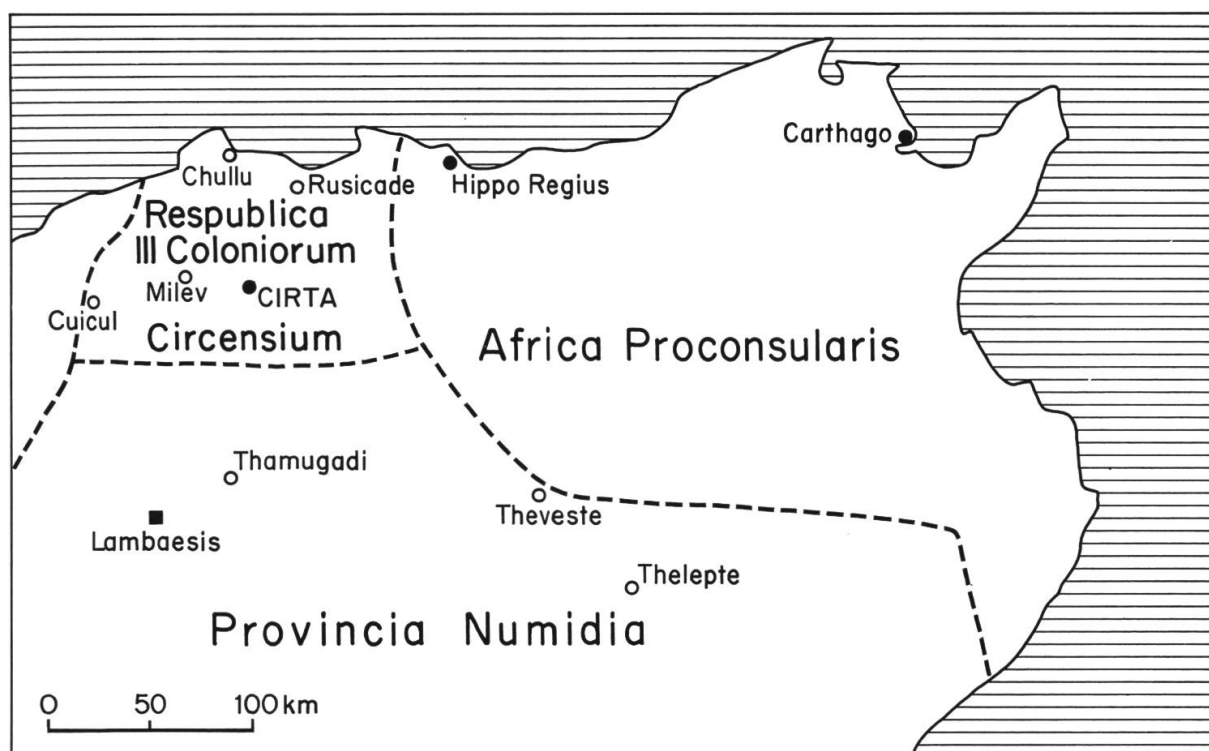 Carthago
Chullu
Rusicade
Hippo Regius
Respublica
III Coloniorum
Milev
CIRTA
Cuicul
Circensium
Africa Proconsularis
Thamugadi
Theveste
Lambaesis
Thelepte
Provincia Numidia
0 50 100 km